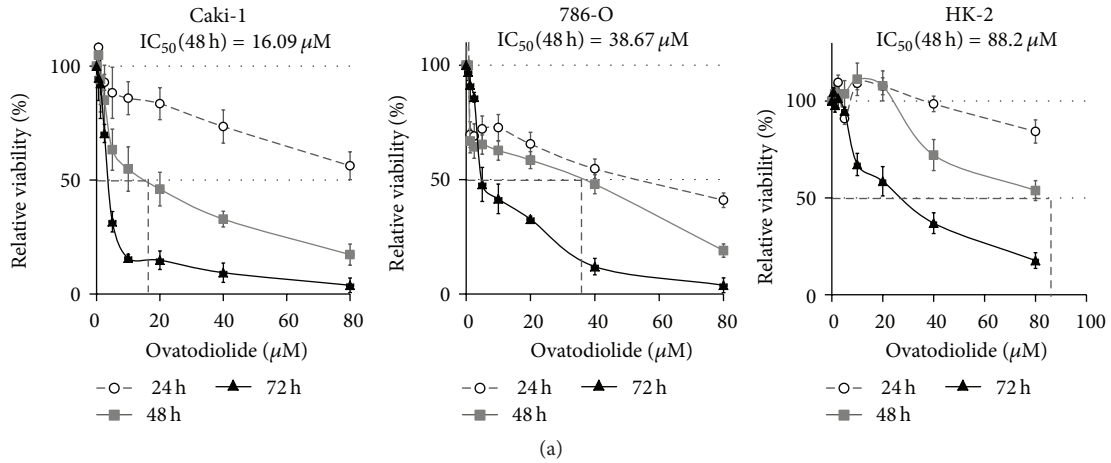 Caki-1
IC50 (48 h) = 16.09 μM
100
50
0
Relative viability (%)
0 20 40 60 80
Ovatodiolide (μM)
24 h 72 h
48 h
786-O
IC50 (48 h) = 38.67 μM
100
50
0
Relative viability (%)
0 20 40 60 80
Ovatodiolide (μM)
24 h 72 h
48 h
HK-2
IC50 (48 h) = 88.2 μM
100
50
0
Relative viability (%)
0 20 40 60 80 100
Ovatodiolide (μM)
24 h 72 h
48 h
(a)